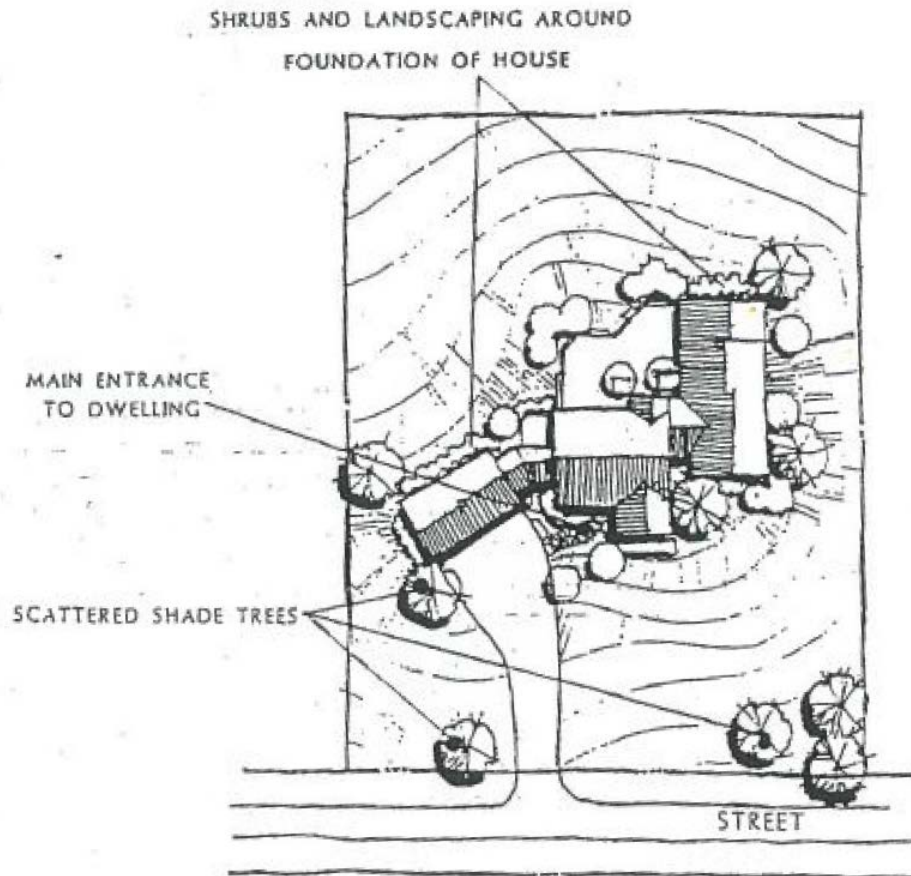 SHRUBS AND LANDSCAPING AROUND
FOUNDATION OF HOUSE
MAIN ENTRANCE
TO DWELLING
SCATTERED SHADE TREES
STREET